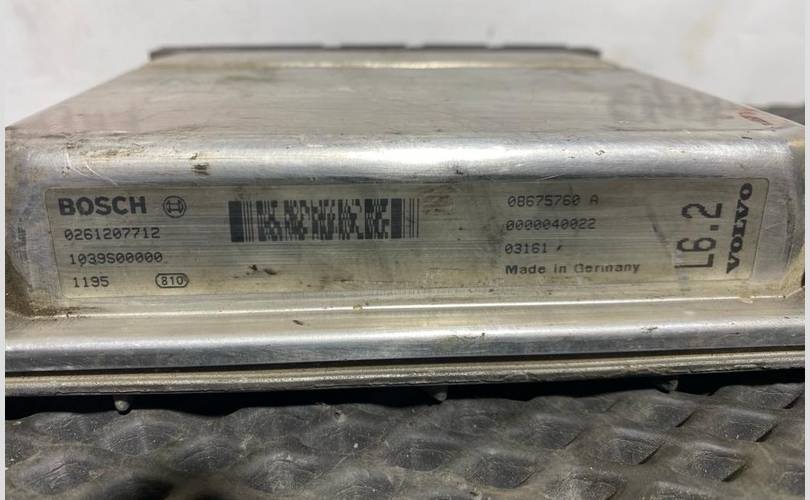 BOSCH
0261207712
1039S00000
1195 810
08675760 A
0000040022
03161
Made in Germany
L6.2
VOLVO